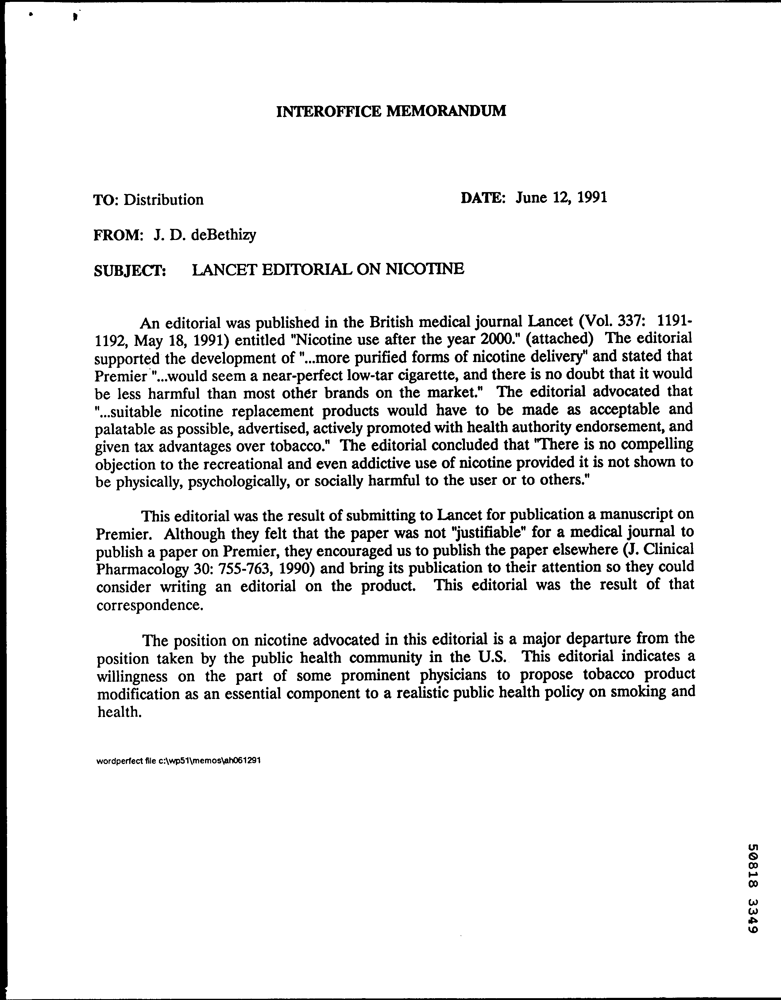 INTEROFFICE MEMORANDUM
TO: Distribution DATE: June 12, 1991
FROM: J. D. deBethizy
SUBJECT: LANCET EDITORIAL ON NICOTINE
An editorial was published in the British medical journal Lancet (Vol. 337: 1191-
1192, May 18, 1991) entitled "Nicotine use after the year 2000." (attached) The editorial
supported the development of "...more purified forms of nicotine delivery" and stated that
Premier "...would seem a near-perfect low-tar cigarette, and there is no doubt that it would
be less harmful than most other brands on the market." The editorial advocated that
"...suitable nicotine replacement products would have to be made as acceptable and
palatable as possible, advertised, actively promoted with health authority endorsement, and
given tax advantages over tobacco." The editorial concluded that "There is no compelling
objection to the recreational and even addictive use of nicotine provided it is not shown to
be physically, psychologically, or socially harmful to the user or to others."
This editorial was the result of submitting to Lancet for publication a manuscript on
Premier. Although they felt that the paper was not "justifiable" for a medical journal to
publish a paper on Premier, they encouraged us to publish the paper elsewhere (J. Clinical
Pharmacology 30: 755-763, 1990) and bring its publication to their attention so they could
consider writing an editorial on the product. This editorial was the result of that
correspondence.
The position on nicotine advocated in this editorial is a major departure from the
position taken by the public health community in the U.S. This editorial indicates a
willingness on the part of some prominent physicians to propose tobacco product
modification as an essential component to a realistic public health policy on smoking and
health.
wordperfect file c:\wp51\memos\ah061291
50818 3349